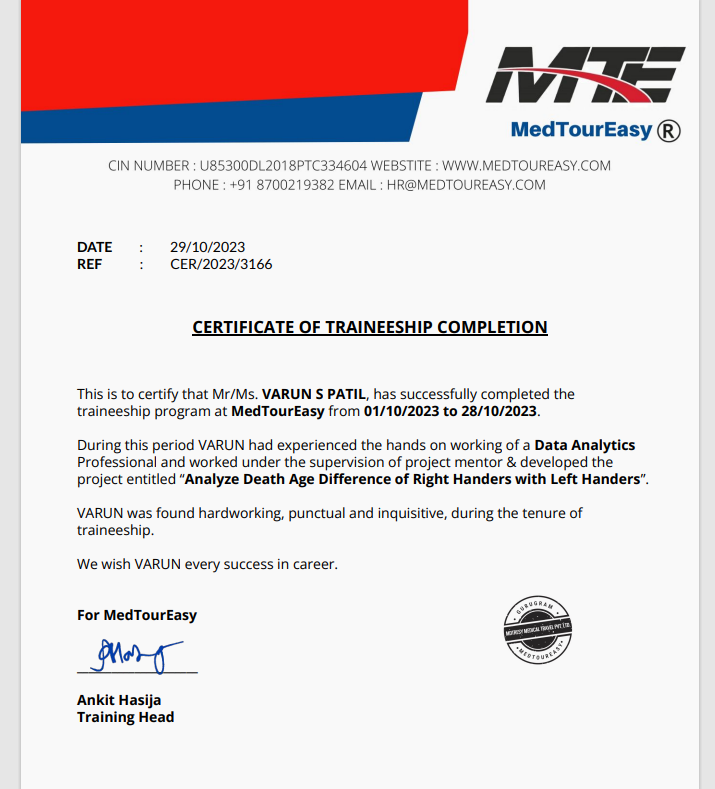 MTE
MedTourEasy ®
CIN NUMBER : U85300DL2018PTC334604 WEBSTITE : WWW.MEDTOUREASY.COM
PHONE : +91 8700219382 EMAIL : HR@MEDTOUREASY.COM
DATE : 29/10/2023
REF : CER/2023/3166
CERTIFICATE OF TRAINEESHIP COMPLETION
This is to certify that Mr/Ms. VARUN S PATIL, has successfully completed the
traineeship program at MedTourEasy from 01/10/2023 to 28/10/2023.
During this period VARUN had experienced the hands on working of a Data Analytics
Professional and worked under the supervision of project mentor & developed the
project entitled “Analyze Death Age Difference of Right Handers with Left Handers”.
VARUN was found hardworking, punctual and inquisitive, during the tenure of
traineeship.
We wish VARUN every success in career.
For MedTourEasy
GURUGRAM
MEDTOUREASY
Ankit Hasija
Training Head